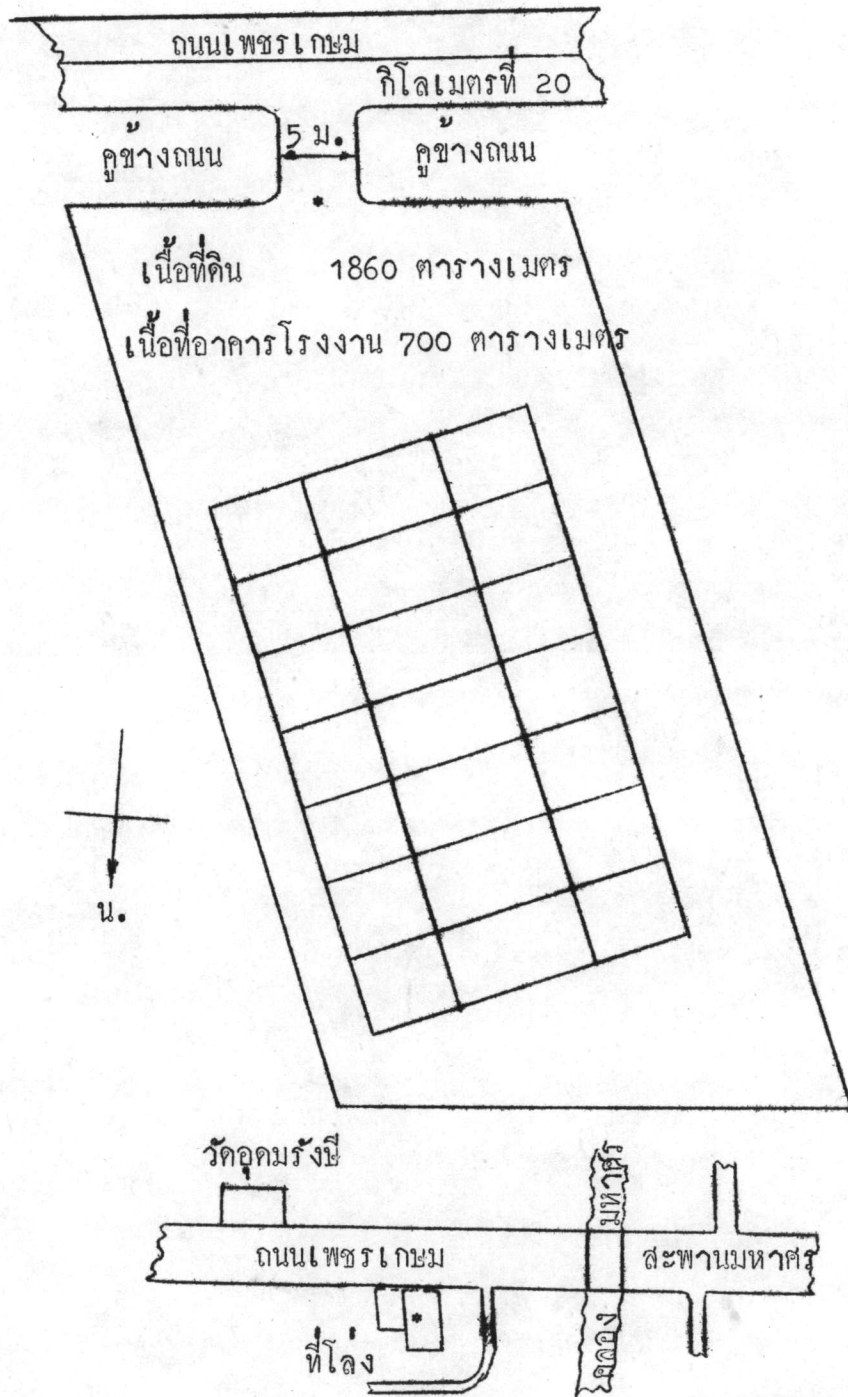 ถนนเพชรเกษม
กิโลเมตรที่ 20
คูข้างถนน
5 ม.
คูข้างถนน
*
เนื้อที่ดิน 1860 ตารางเมตร
เนื้อที่อาคารโรงงาน 700 ตารางเมตร
น.
วัดอุดมรังษี
มหาศร
ถนนเพชรเกษม
สะพานมหาศร
*
ที่โล่ง
คลอง